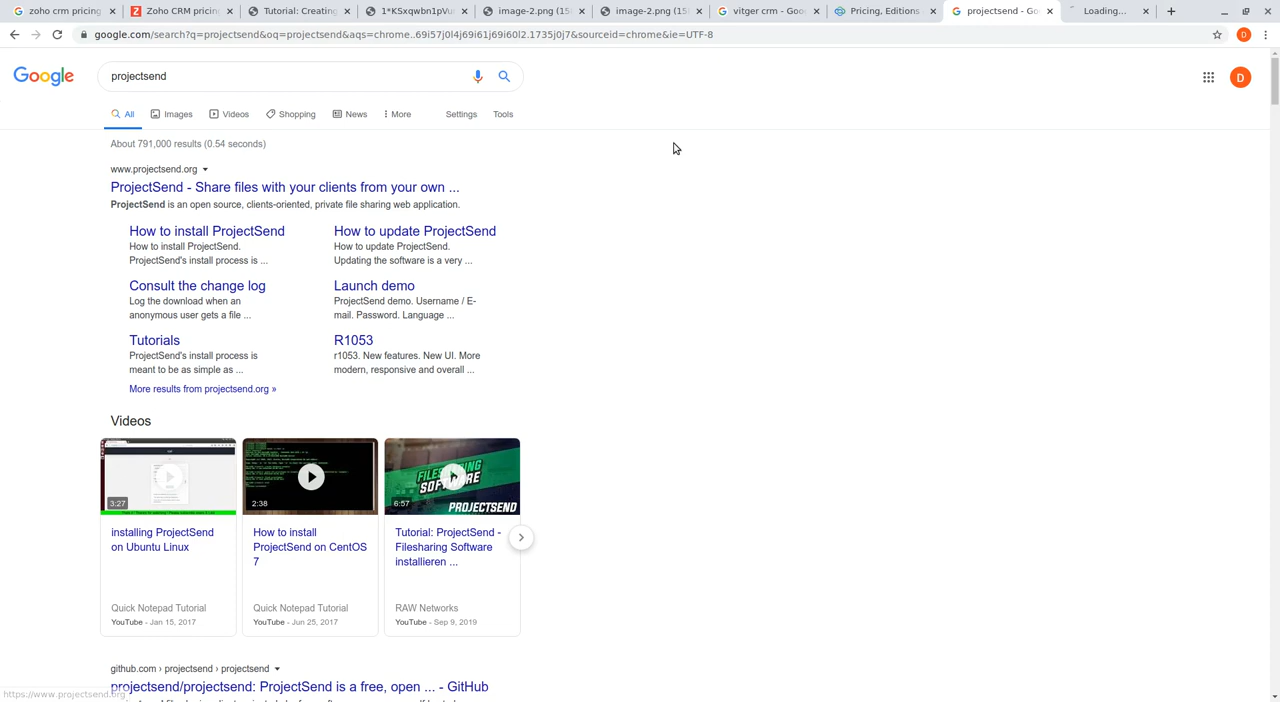 zoho crm pricing
Zoho CRM pricin
Tutorial: Creating
1*KSxqwbn1pVu
image-2.png (15
image-2.png (15
vitger crm - Goo
Pricing, Editions
projectsend - Go
Loading...
google.com/search?q=projectsend&oq=projectsend&aqs=chrome..69i57j0l4j69i61j69i60l2.1735j0j7&sourceid=chrome&ie=UTF-8
D
Google
projectsend
D
All
Images
Videos
Shopping
News
More
Settings
Tools
About 791,000 results (0.54 seconds)
www.projectsend.org
ProjectSend - Share files with your clients from your own ...
ProjectSend is an open source, clients-oriented, private file sharing web application.
How to install ProjectSend
How to install ProjectSend.
ProjectSend's install process is ...
How to update ProjectSend
How to update ProjectSend.
Updating the software is a very ...
Consult the change log
Log the download when an
anonymous user gets a file ...
Launch demo
ProjectSend demo. Username / E-
mail. Password. Language ...
Tutorials
ProjectSend's install process is
meant to be as simple as ...
R1053
r1053. New features. New UI. More
modern, responsive and overall ...
More results from projectsend.org »
Videos
3:27
2:38
FILESHARING
SOFTWARE
6:57
PROJECTSEND
installing ProjectSend
on Ubuntu Linux
Quick Notepad Tutorial
YouTube - Jan 15, 2017
How to install
ProjectSend on CentOS
7
Quick Notepad Tutorial
YouTube - Jun 25, 2017
Tutorial: ProjectSend -
Filesharing Software
installieren ...
RAW Networks
YouTube - Sep 9, 2019
github.com › projectsend › projectsend
projectsend/projectsend: ProjectSend is a free, open ... - GitHub
https://www.projectsend.org